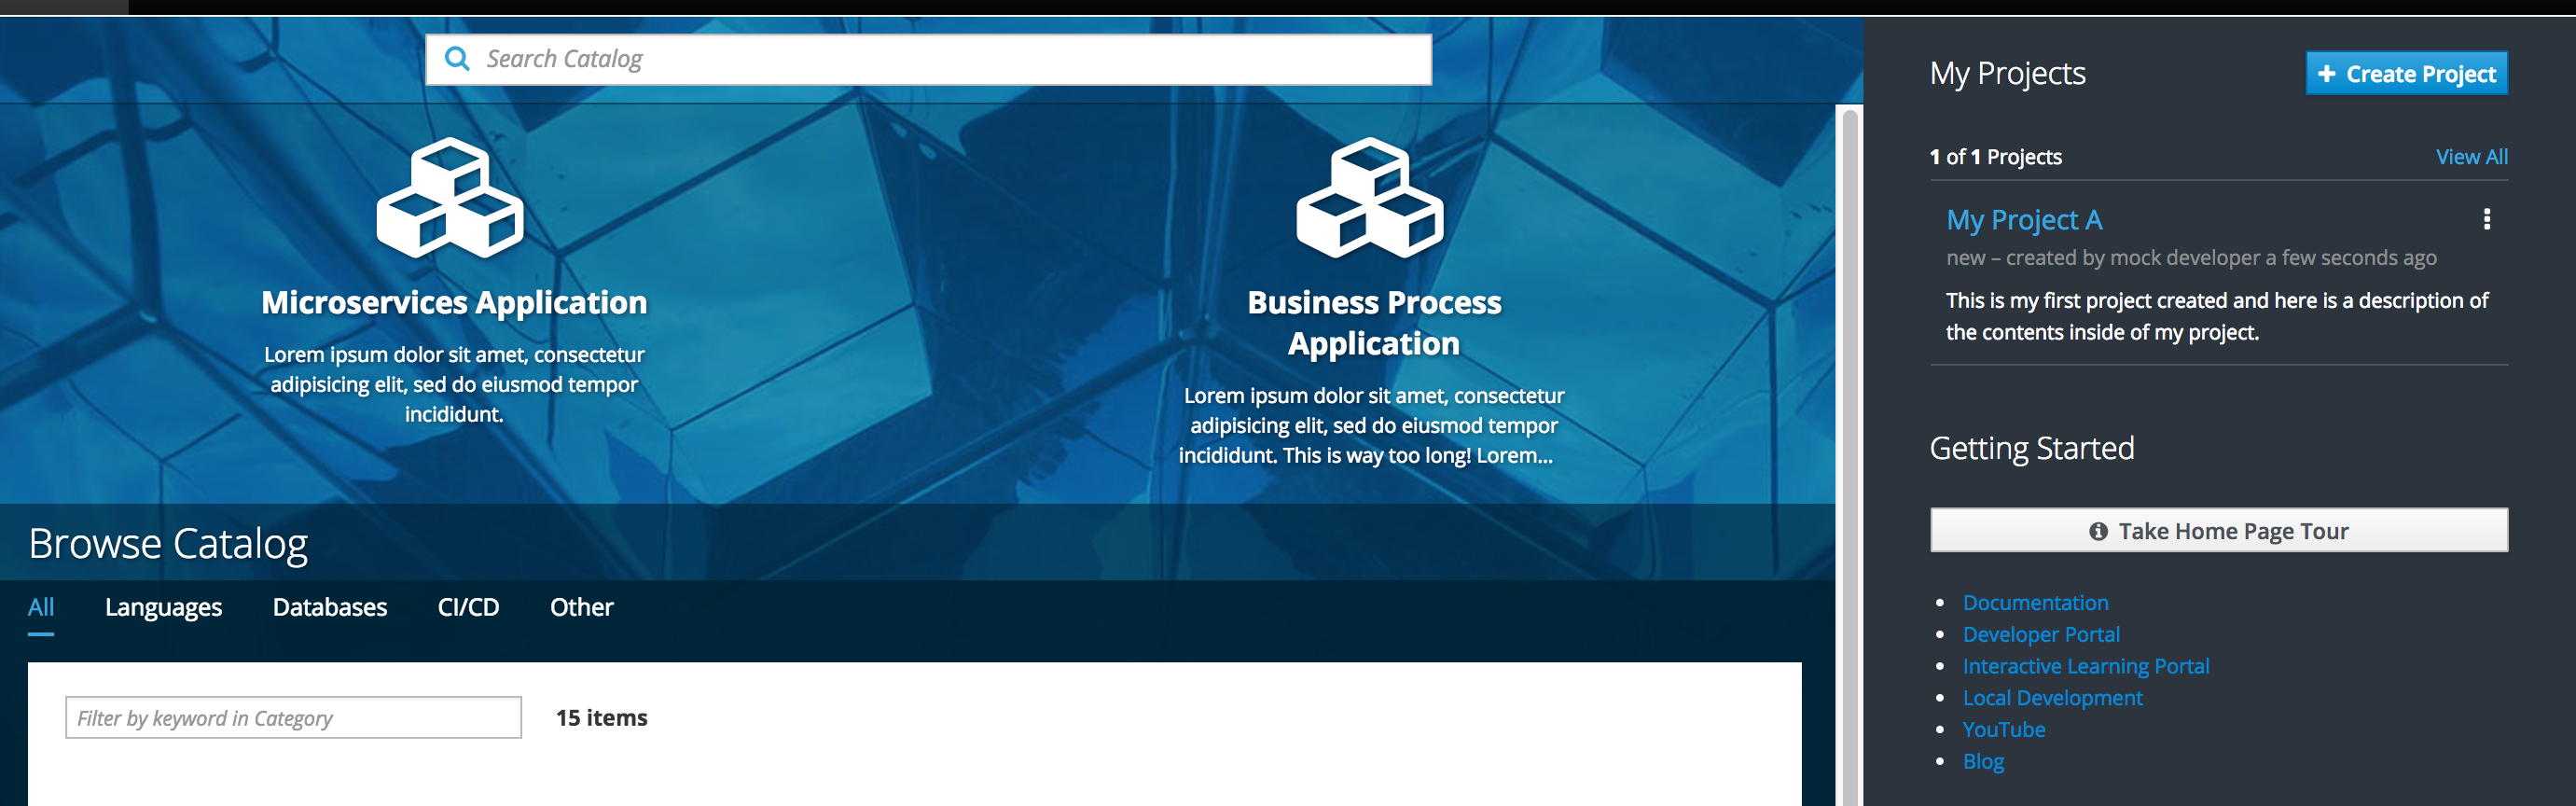 Search Catalog
Microservices Application
Lorem ipsum dolor sit amet, consectetur
adipisicing elit, sed do eiusmod tempor
incididunt.
Business Process
Application
Lorem ipsum dolor sit amet, consectetur
adipisicing elit, sed do eiusmod tempor
incididunt. This is way too long! Lorem...
Browse Catalog
All Languages Databases CI/CD Other
Filter by keyword in Category 15 items
My Projects + Create Project
1 of 1 Projects View All
My Project A
new – created by mock developer a few seconds ago
This is my first project created and here is a description of
the contents inside of my project.
Getting Started
Take Home Page Tour
• Documentation
• Developer Portal
• Interactive Learning Portal
• Local Development
• YouTube
• Blog